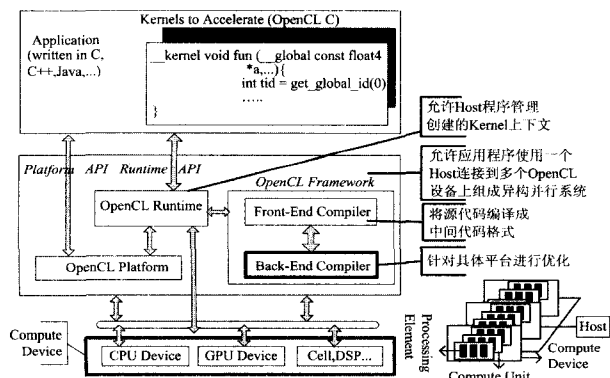 Kernels to Accelerate (OpenCL C)
Application
(written in C,
C++,Java,...)
__kernel void fun (__global const float4
*a,...){
int tid = get_global_id(0)
.....
}
允许Host程序管理
创建的Kernel上下文
Platform API Runtime API
允许应用程序使用一个
Host连接到多个OpenCL
设备上组成异构并行系统
OpenCL Framework
OpenCL Runtime
Front-End Compiler
将源代码编译成
中间代码格式
OpenCL Platform
Back-End Compiler
针对具体平台进行优化
Compute
Device
CPU Device
GPU Device
Cell,DSP...
Processing
Element
Host
Compute
Device
Compute Unit